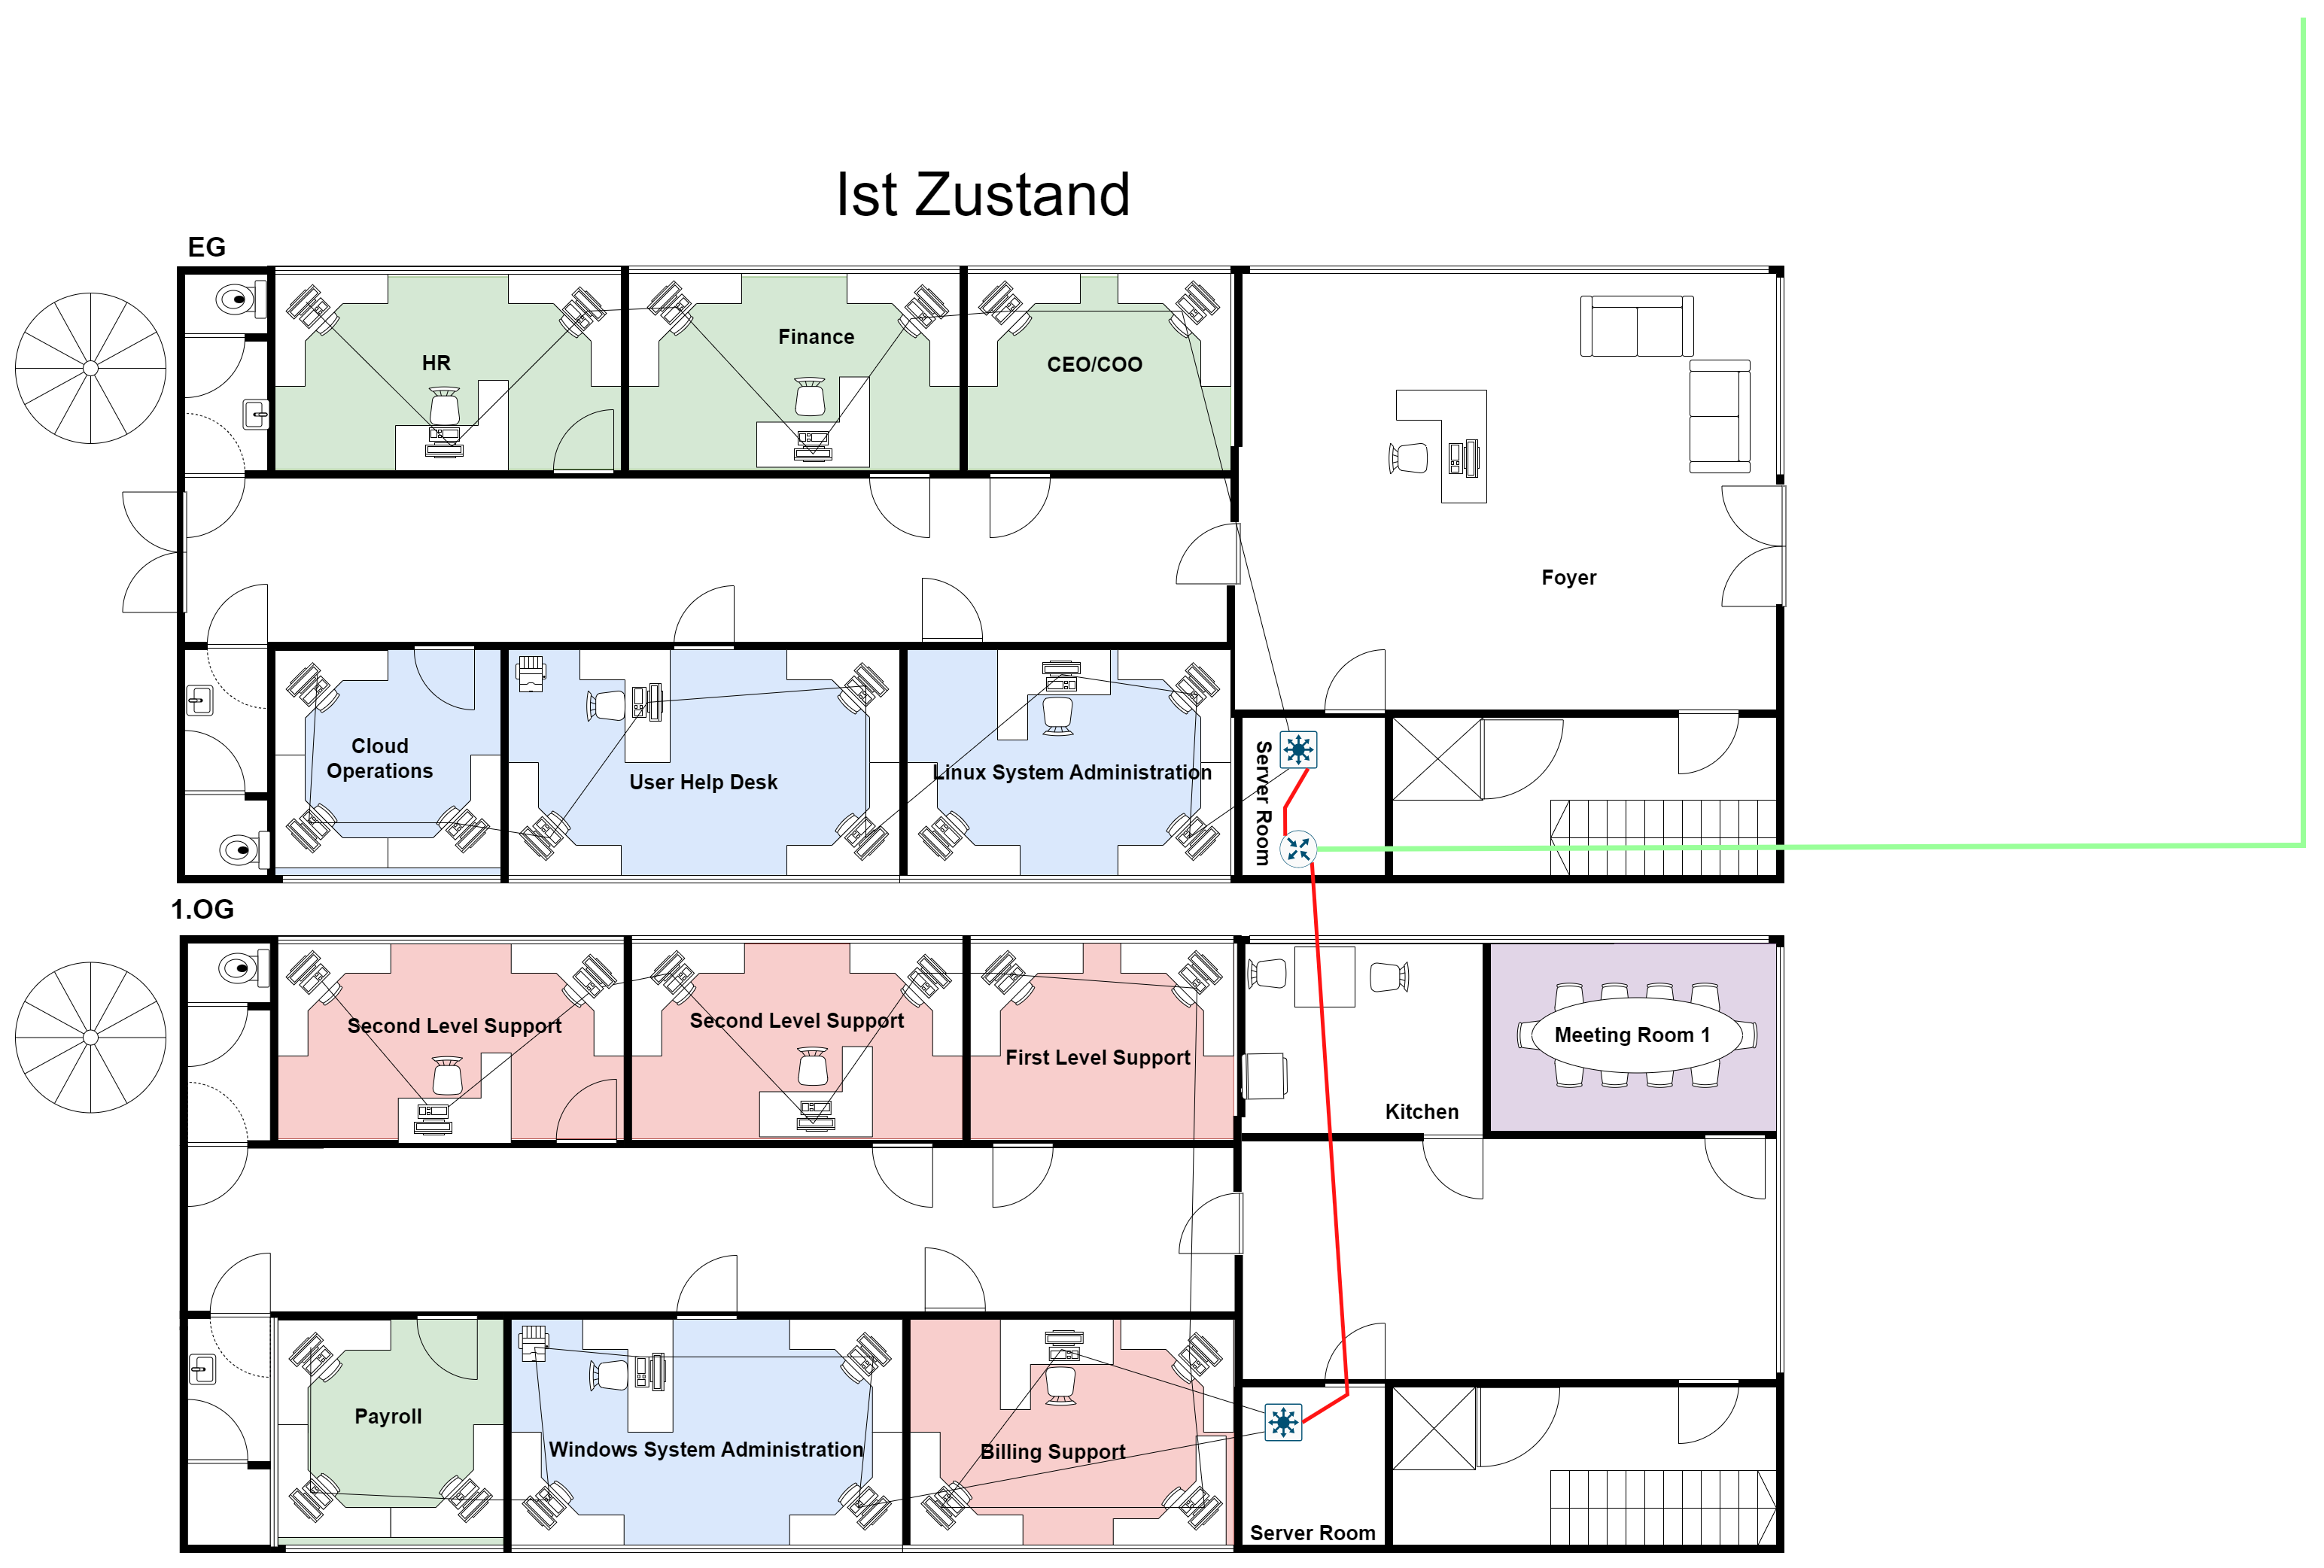 Ist Zustand
EG
HR
Finance
CEO/COO
Foyer
Cloud
Operations
User Help Desk
Linux System Administration
Server Room
1.OG
Second Level Support
Second Level Support
First Level Support
Kitchen
Meeting Room 1
Payroll
Windows System Administration
Billing Support
Server Room